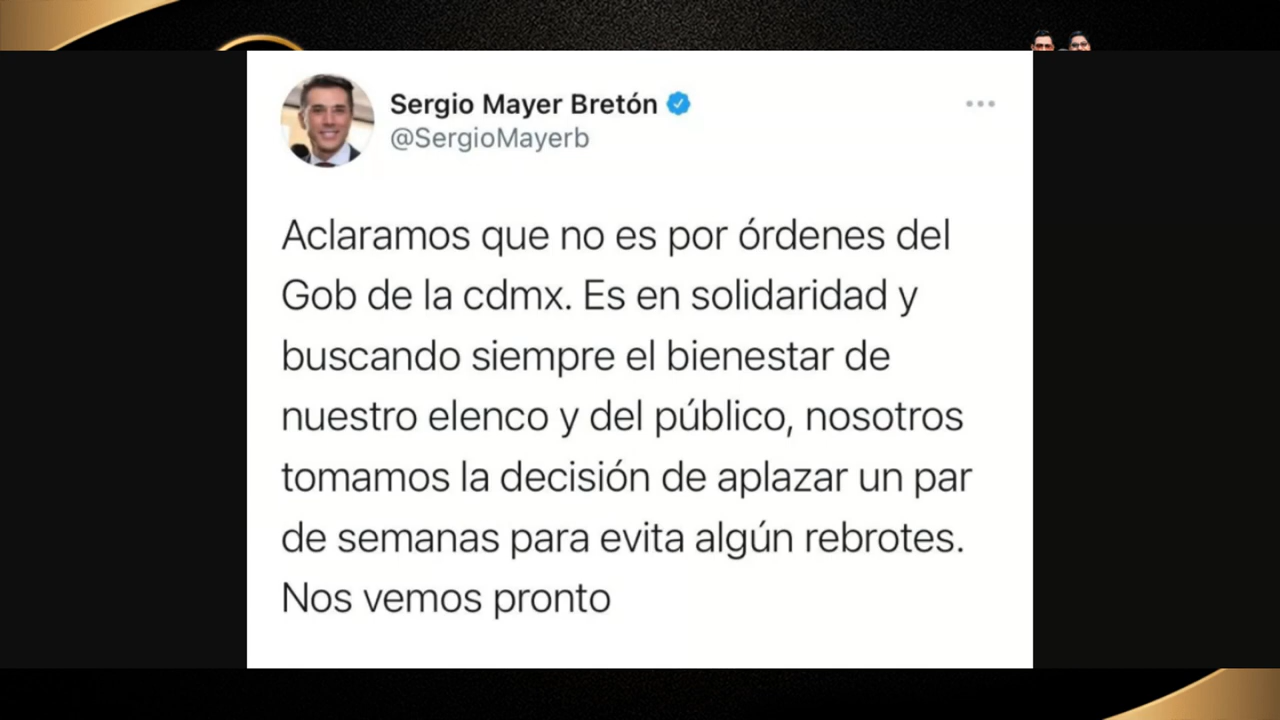 Sergio Mayer Bretón
@SergioMayerb
Aclaramos que no es por órdenes del
Gob de la cdmx. Es en solidaridad y
buscando siempre el bienestar de
nuestro elenco y del público, nosotros
tomamos la decisión de aplazar un par
de semanas para evita algún rebrotes.
Nos vemos pronto